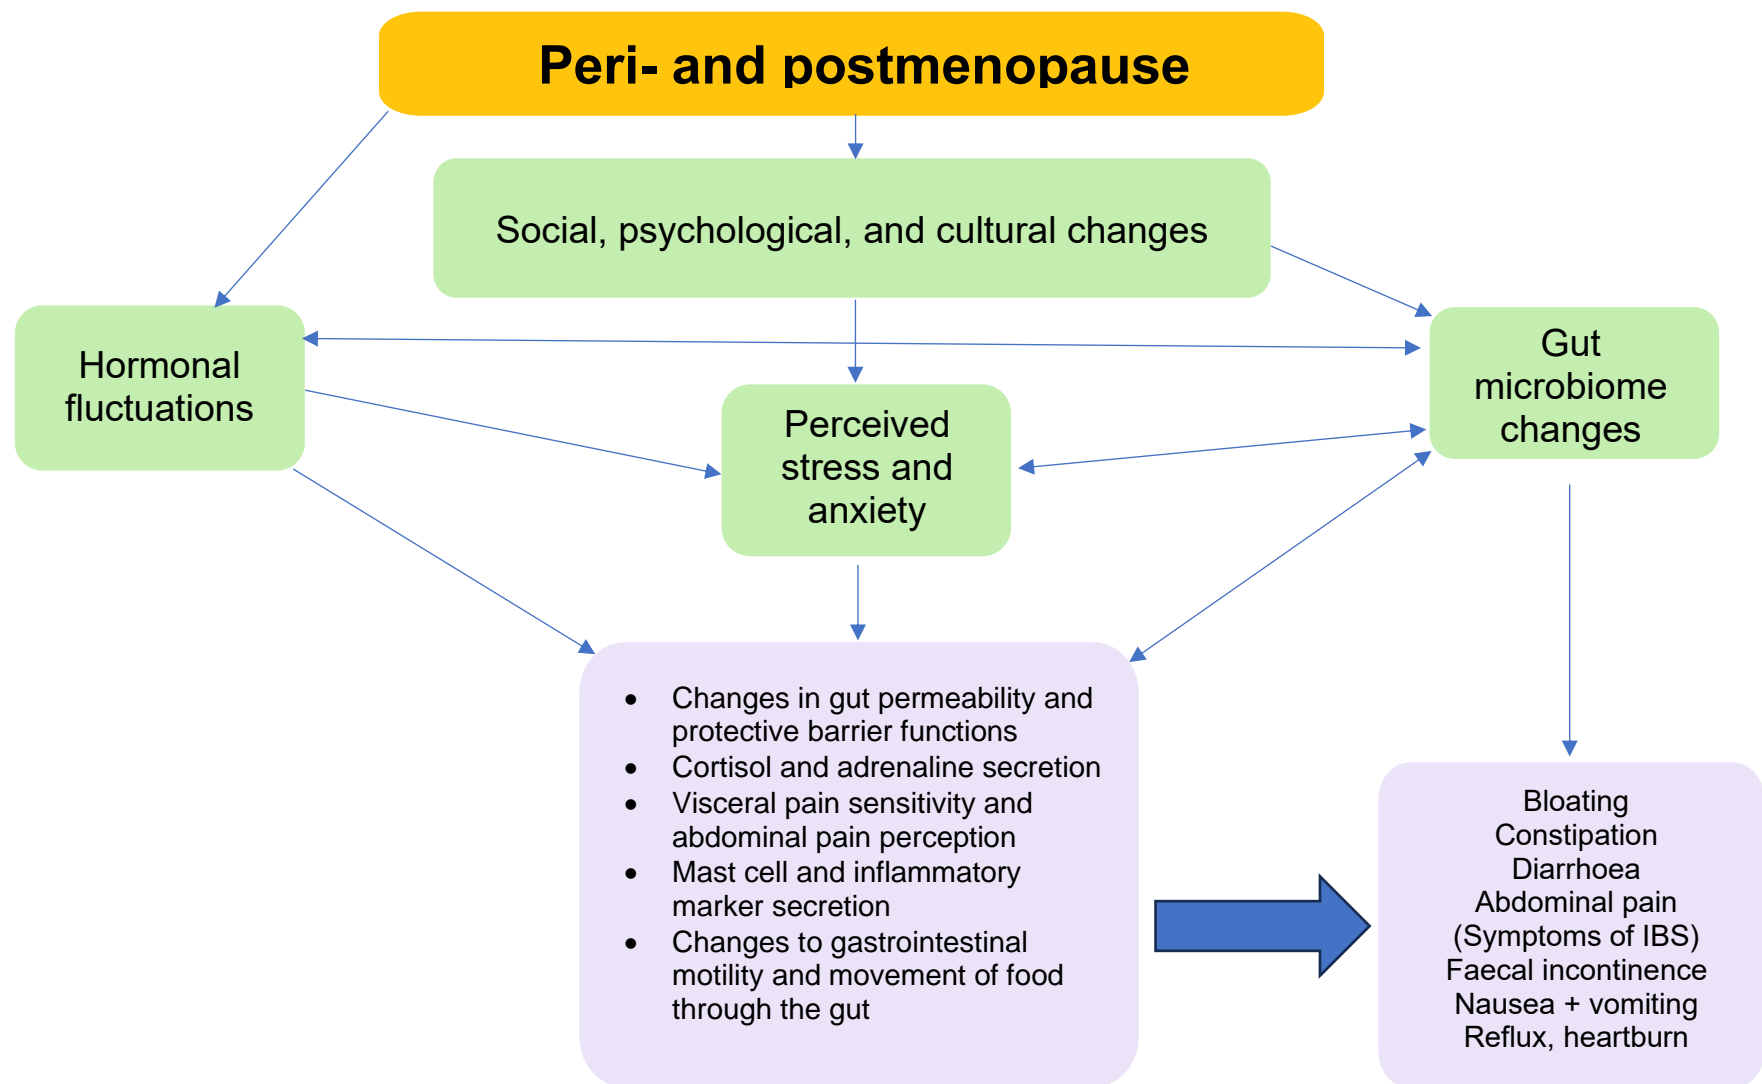 Peri- and postmenopause
Social, psychological, and cultural changes
Hormonal
fluctuations
Gut
microbiome
changes
Perceived
stress and
anxiety
• Changes in gut permeability and
protective barrier functions
• Cortisol and adrenaline secretion
• Visceral pain sensitivity and
abdominal pain perception
• Mast cell and inflammatory
marker secretion
• Changes to gastrointestinal
motility and movement of food
through the gut
Bloating
Constipation
Diarrhoea
Abdominal pain
(Symptoms of IBS)
Faecal incontinence
Nausea + vomiting
Reflux, heartburn